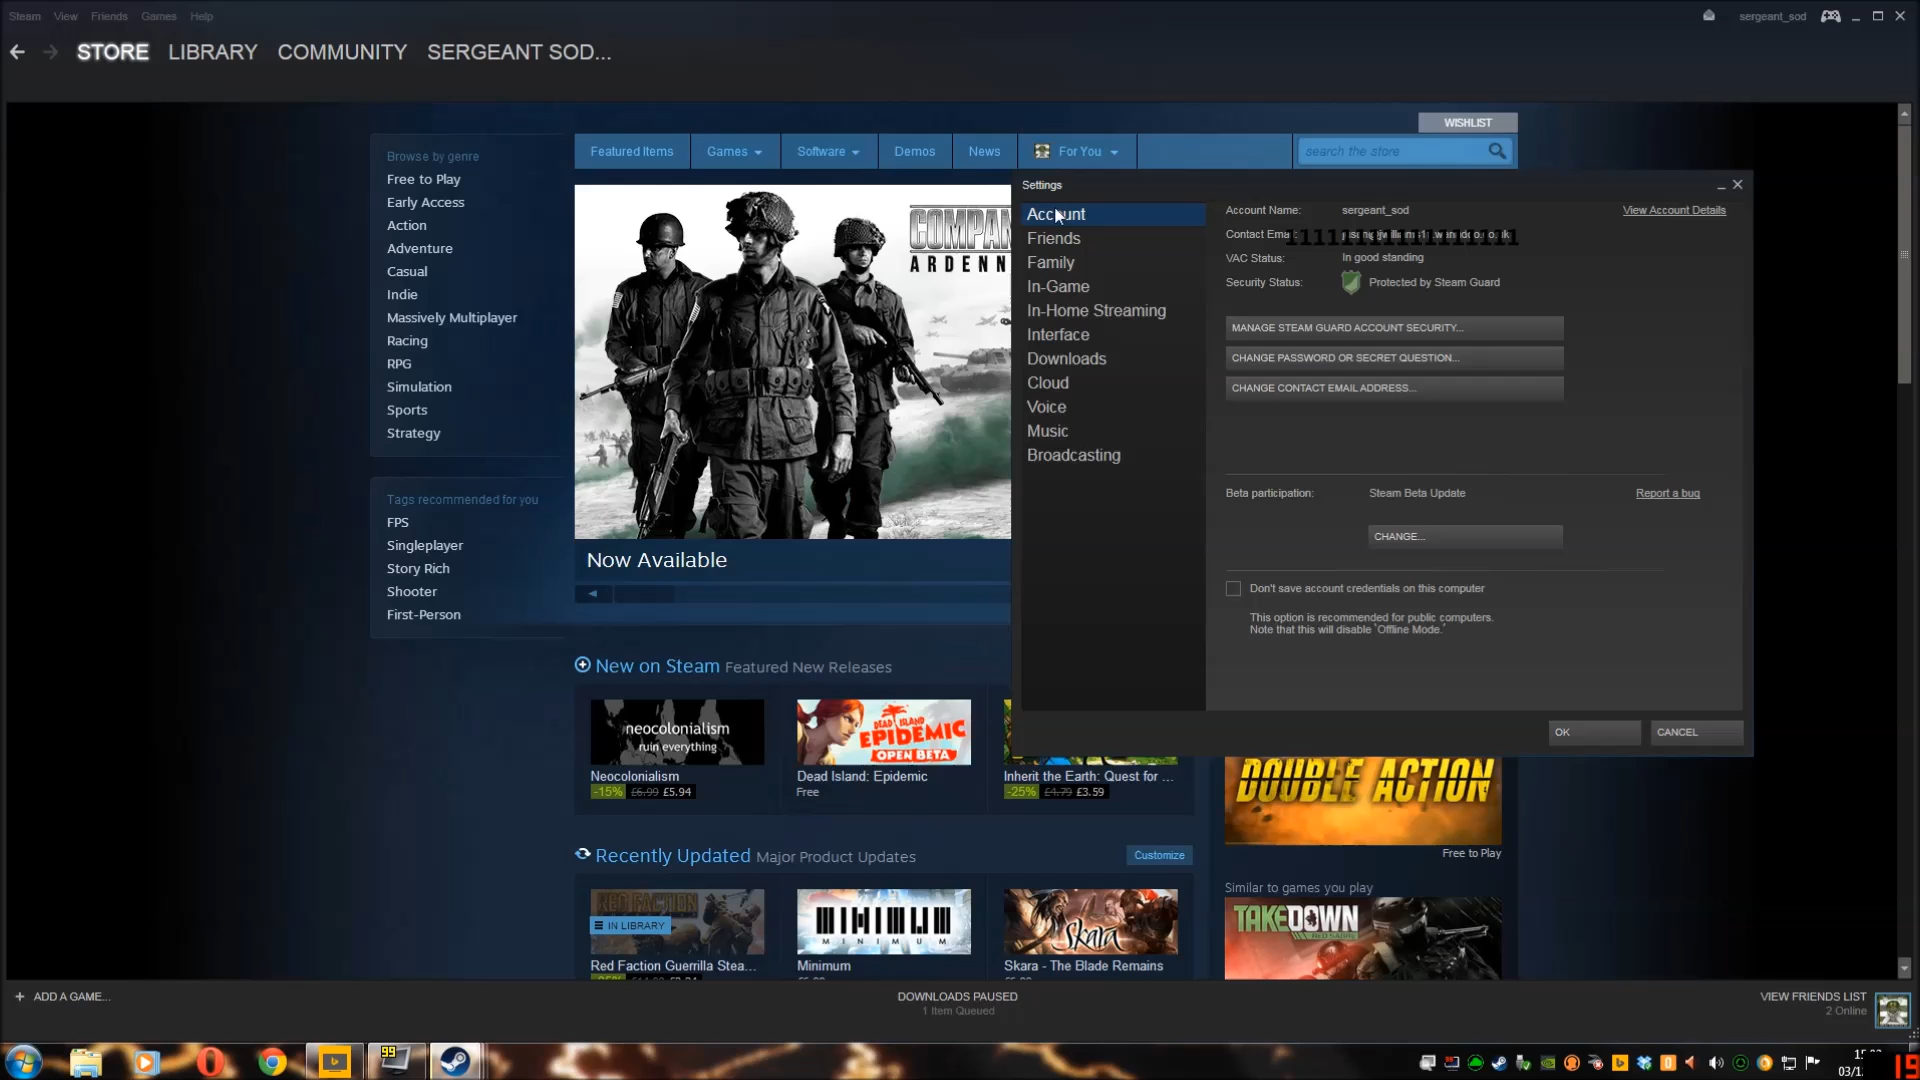 Steam View Friends Games Help
sergeant_sod
STORE LIBRARY COMMUNITY SERGEANT SOD...
WISHLIST
Featured Items Games Software Demos News For You search the store
Browse by genre
Free to Play
Early Access
Action
Adventure
Casual
Indie
Massively Multiplayer
Racing
RPG
Simulation
Sports
Strategy
Tags recommended for you
FPS
Singleplayer
Story Rich
Shooter
First-Person
COMPAN
ARDENN
Now Available
Settings
Account
Friends
Family
In-Game
In-Home Streaming
Interface
Downloads
Cloud
Voice
Music
Broadcasting
Account Name: sergeant_sod View Account Details
Contact Email:
VAC Status: In good standing
Security Status: Protected by Steam Guard
MANAGE STEAM GUARD ACCOUNT SECURITY...
CHANGE PASSWORD OR SECRET QUESTION...
CHANGE CONTACT EMAIL ADDRESS...
Beta participation: Steam Beta Update Report a bug
CHANGE...
Don't save account credentials on this computer
This option is recommended for public computers.
Note that this will disable `Offline Mode.`
OK CANCEL
New on Steam Featured New Releases
neocolonialism
ruin everything
Neocolonialism
-15% £6.99 £5.94
DEAD ISLAND
EPIDEMIC
OPEN BETA
Dead Island: Epidemic
Free
Inherit the Earth: Quest for ...
-25% £4.79 £3.59
DOUBLE ACTION
Free to Play
Recently Updated Major Product Updates Customize
RED FACTION
IN LIBRARY
Red Faction Guerrilla Stea...
MINIMUM
Minimum
Skara
Skara - The Blade Remains
Similar to games you play
TAKEDOWN
+ ADD A GAME...
DOWNLOADS PAUSED
1 Item Queued
VIEW FRIENDS LIST
2 Online
99